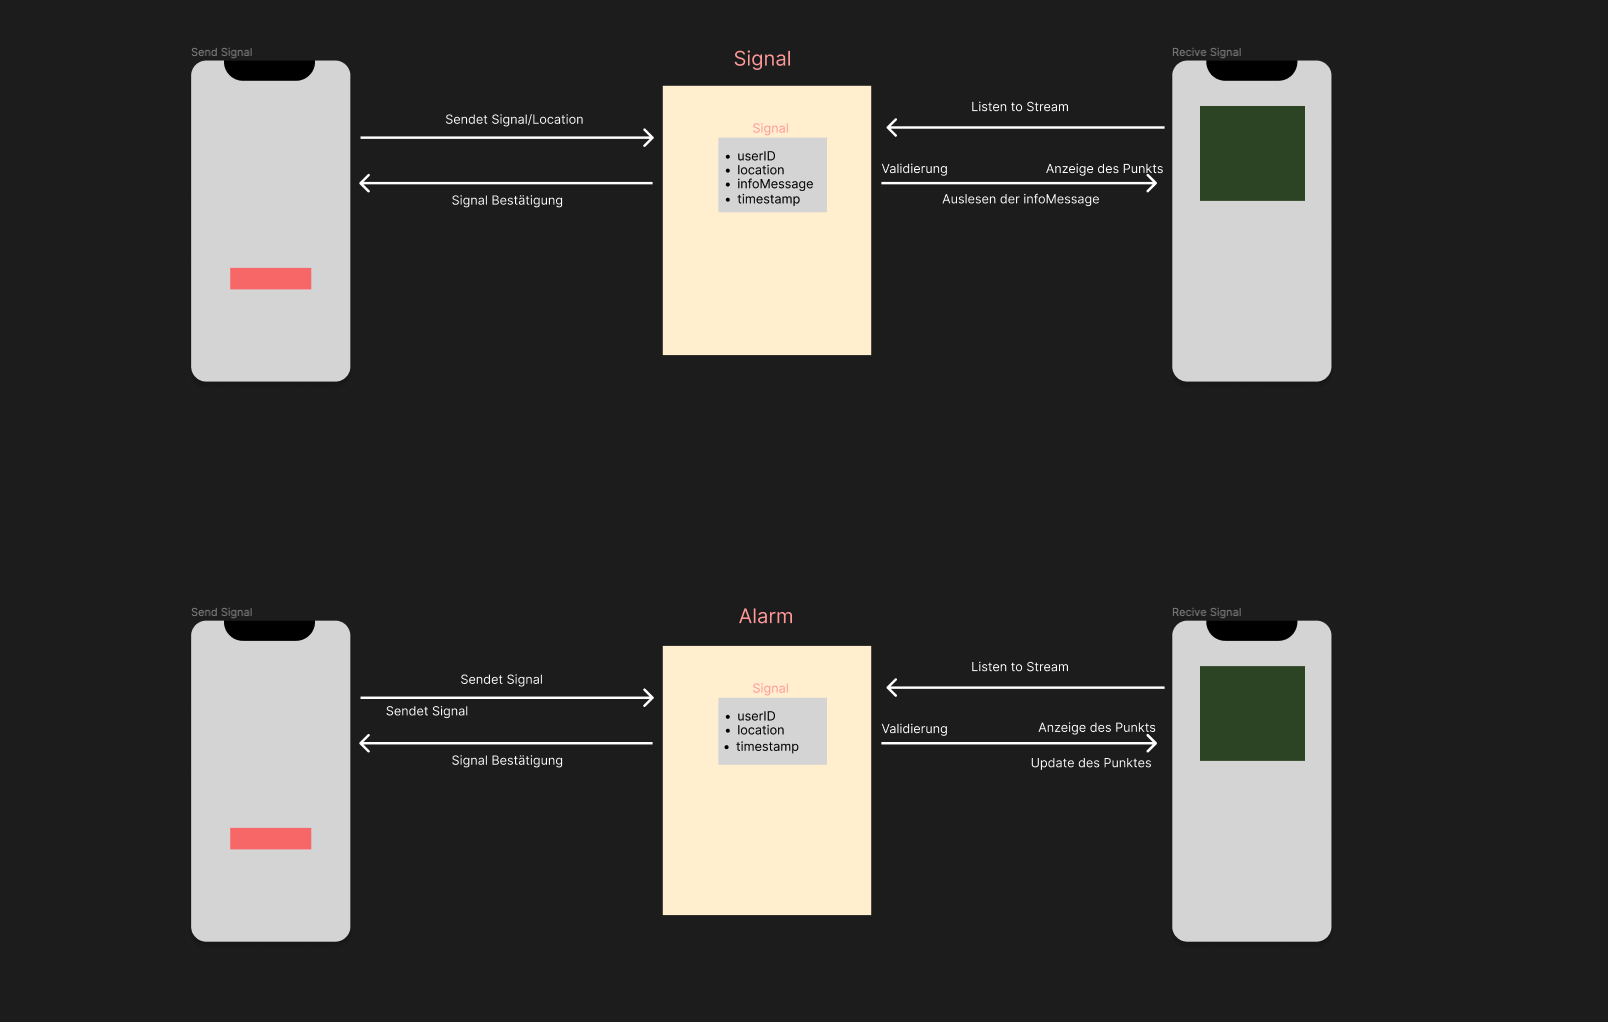 Send Signal
Signal
Recive Signal
Sendet Signal/Location
Signal Bestätigung
Signal
• userID
• location
• infoMessage
• timestamp
Listen to Stream
Validierung
Anzeige des Punkts
Auslesen der infoMessage
Send Signal
Alarm
Recive Signal
Sendet Signal
Sendet Signal
Signal Bestätigung
Signal
• userID
• location
• timestamp
Listen to Stream
Validierung
Anzeige des Punkts
Update des Punktes